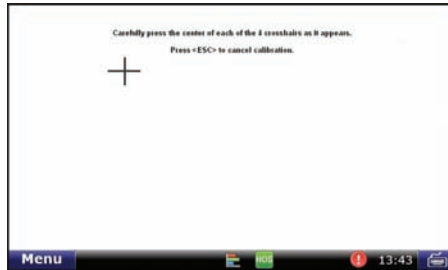 Carefully press the center of each of the 4 crosshairs as it appears.
Press <ESC> to cancel calibration.
Menu
HOS
13:43